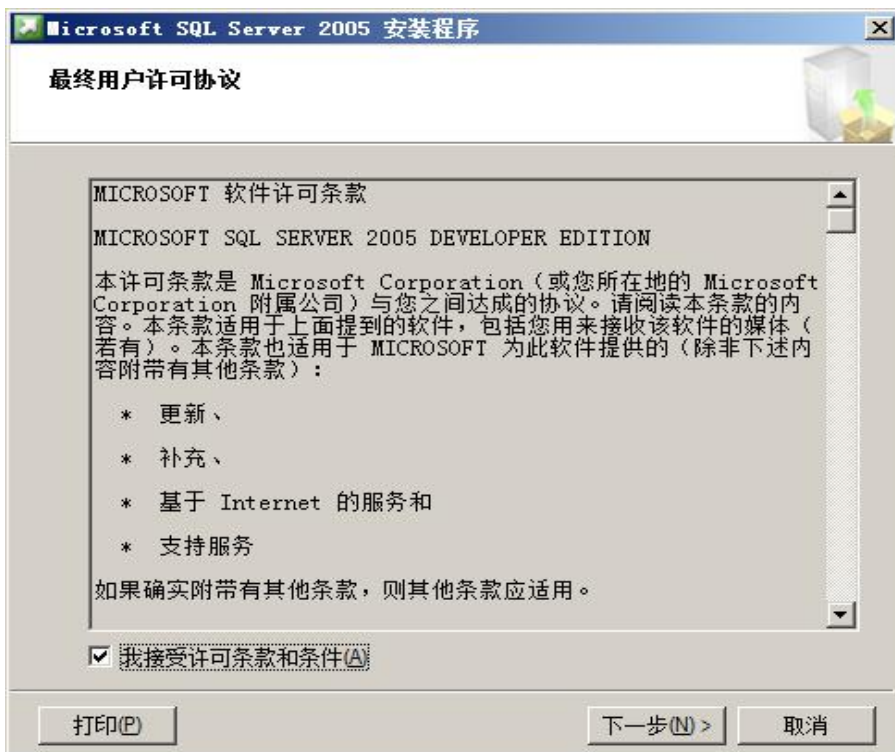 Microsoft SQL Server 2005 安装程序
最终用户许可协议
MICROSOFT 软件许可条款
MICROSOFT SQL SERVER 2005 DEVELOPER EDITION
本许可条款是 Microsoft Corporation（或您所在地的 Microsoft
Corporation 附属公司）与您之间达成的协议。请阅读本条款的内
容。本条款适用于上面提到的软件，包括您用来接收该软件的媒体（
若有）。本条款也适用于 MICROSOFT 为此软件提供的（除非下述内
容附带有其他条款）：
* 更新、
* 补充、
* 基于 Internet 的服务和
* 支持服务
如果确实附带有其他条款，则其他条款应适用。
我接受许可条款和条件(A)
打印(P)
下一步(N) >
取消